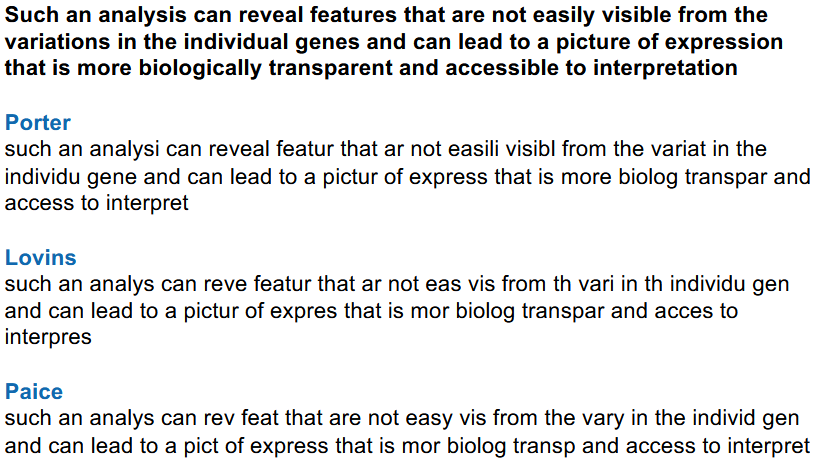 Such an analysis can reveal features that are not easily visible from the
variations in the individual genes and can lead to a picture of expression
that is more biologically transparent and accessible to interpretation
Porter
such an analysi can reveal featur that ar not easili visibl from the variat in the
individu gene and can lead to a pictur of express that is more biolog transpar and
access to interpret
Lovins
such an analys can reve featur that ar not eas vis from th vari in th individu gen
and can lead to a pictur of expres that is mor biolog transpar and acces to
interpres
Paice
such an analys can rev feat that are not easy vis from the vary in the individ gen
and can lead to a pict of express that is mor biolog transp and access to interpret